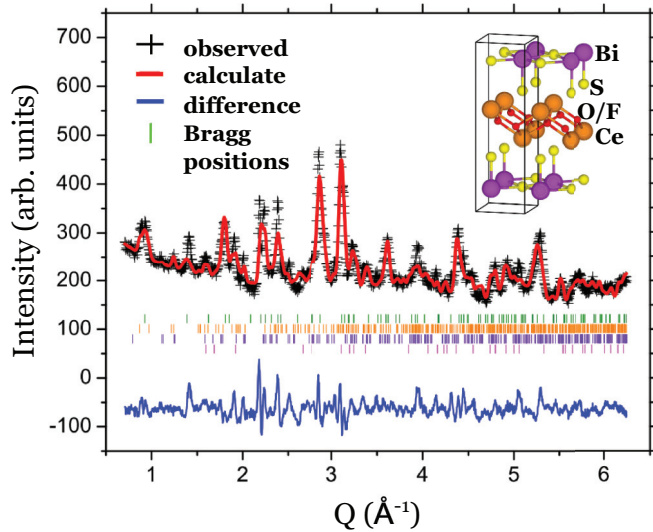 700
600
500
400
300
200
100
0
-100
Intensity (arb. units)
observed
calculate
difference
Bragg
positions
Bi
S
O/F
Ce
1 2 3 4 5 6
Q (Å⁻¹)